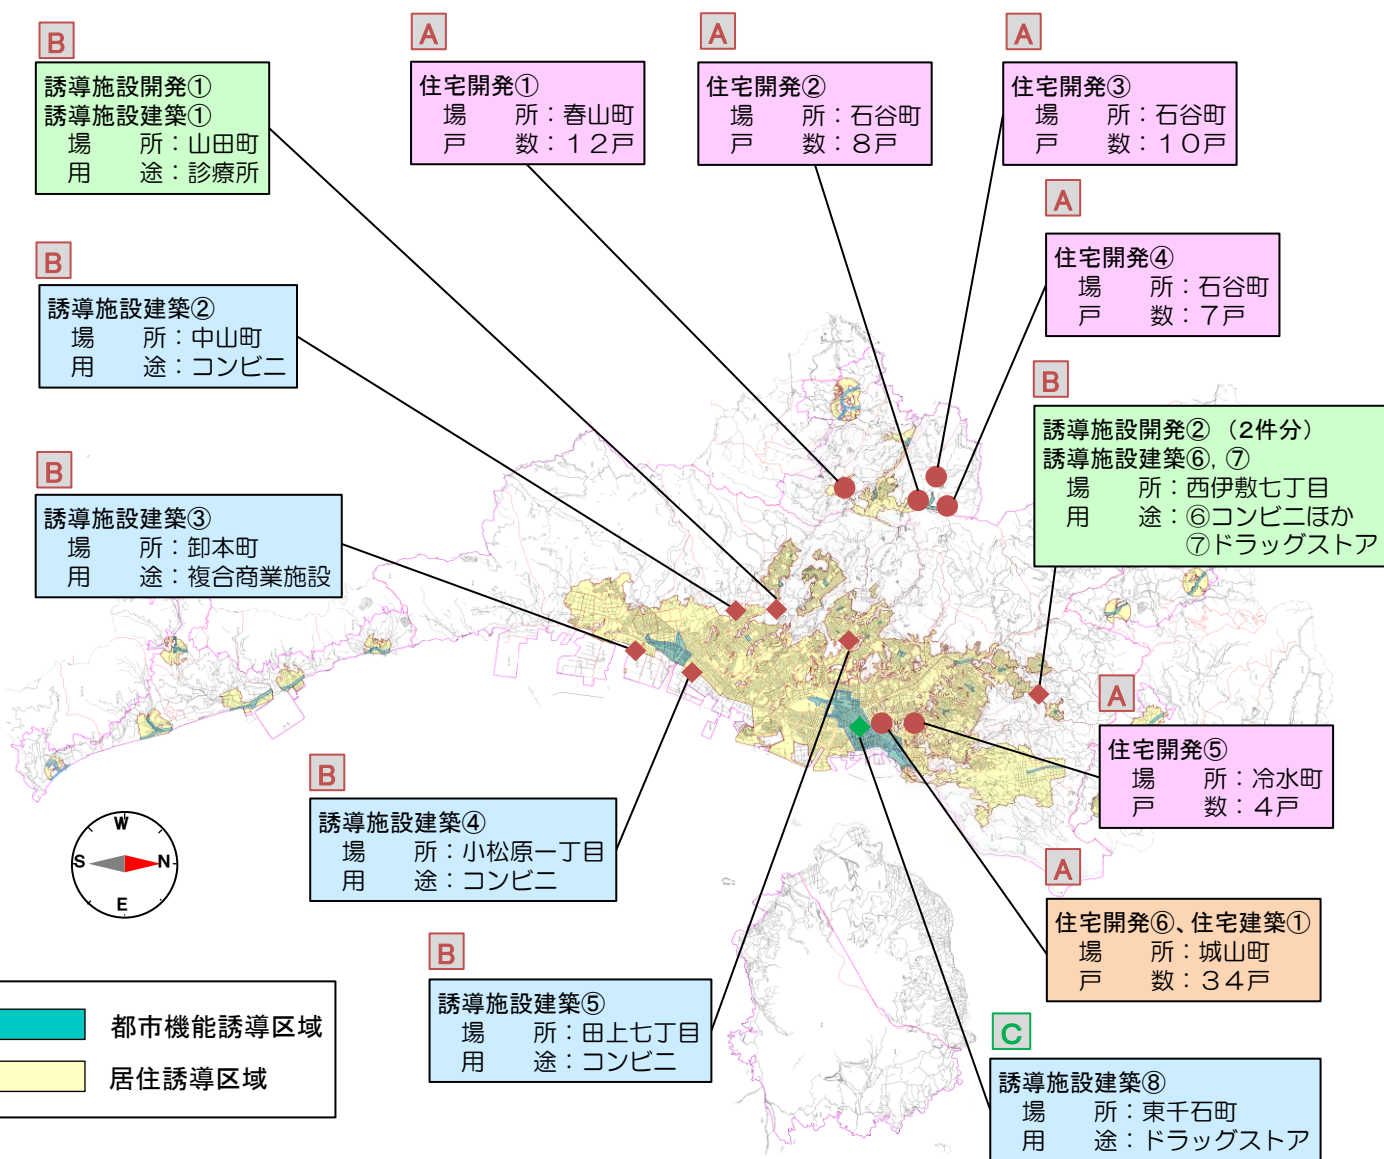 B
誘導施設開発①
誘導施設建築①
場　　所：山田町
用　　途：診療所
A
住宅開発①
場　　所：春山町
戸　　数：１２戸
A
住宅開発②
場　　所：石谷町
戸　　数：８戸
A
住宅開発③
場　　所：石谷町
戸　　数：１０戸
A
住宅開発④
場　　所：石谷町
戸　　数：７戸
B
誘導施設建築②
場　　所：中山町
用　　途：コンビニ
B
誘導施設開発②（2件分）
誘導施設建築⑥，⑦
場　　所：西伊敷七丁目
用　　途：⑥コンビニほか
⑦ドラッグストア
B
誘導施設建築③
場　　所：卸本町
用　　途：複合商業施設
A
住宅開発⑤
場　　所：冷水町
戸　　数：４戸
B
誘導施設建築④
場　　所：小松原一丁目
用　　途：コンビニ
W
S
N
E
A
住宅開発⑥、住宅建築①
場　　所：城山町
戸　　数：３４戸
B
誘導施設建築⑤
場　　所：田上七丁目
用　　途：コンビニ
C
誘導施設建築⑧
場　　所：東千石町
用　　途：ドラッグストア
都市機能誘導区域
居住誘導区域